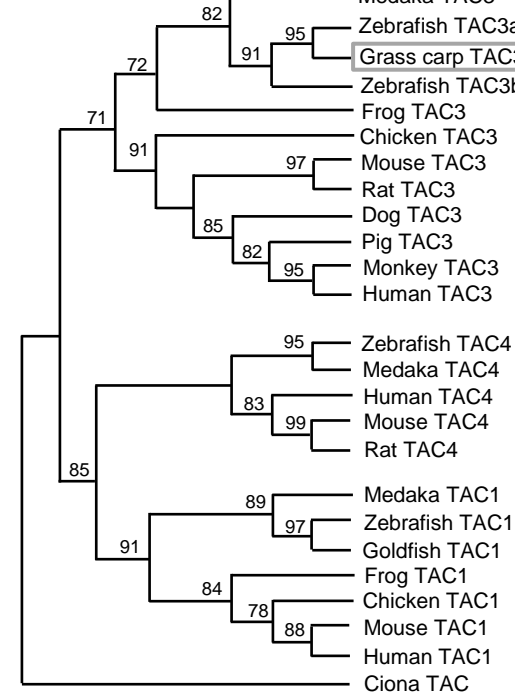 82
Zebrafish TAC3a
95
91
Grass carp TAC3
Zebrafish TAC3b
72
Frog TAC3
71
Chicken TAC3
91
Mouse TAC3
97
Rat TAC3
Dog TAC3
85
Pig TAC3
82
Monkey TAC3
95
Human TAC3
Zebrafish TAC4
95
Medaka TAC4
Human TAC4
83
Mouse TAC4
99
Rat TAC4
85
Medaka TAC1
89
Zebrafish TAC1
97
Goldfish TAC1
91
Frog TAC1
84
Chicken TAC1
78
Mouse TAC1
88
Human TAC1
Ciona TAC